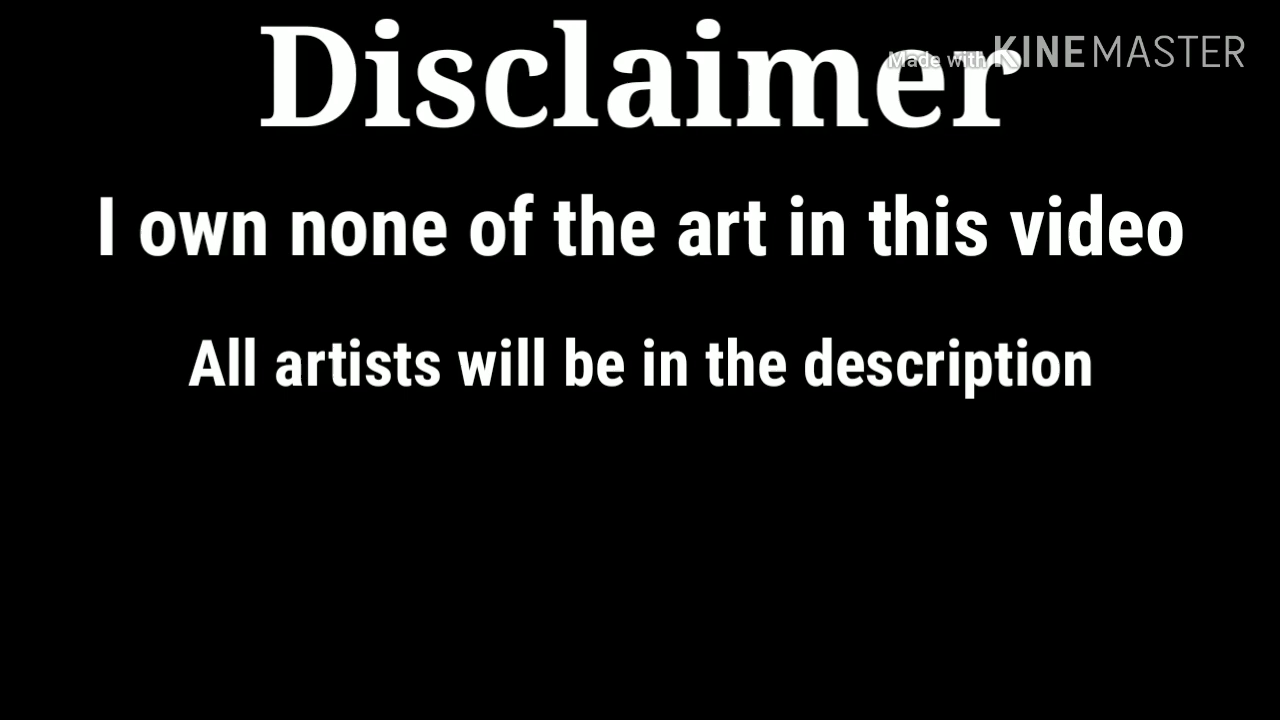 Disclaimer
Made with KINEMASTER
I own none of the art in this video
All artists will be in the description